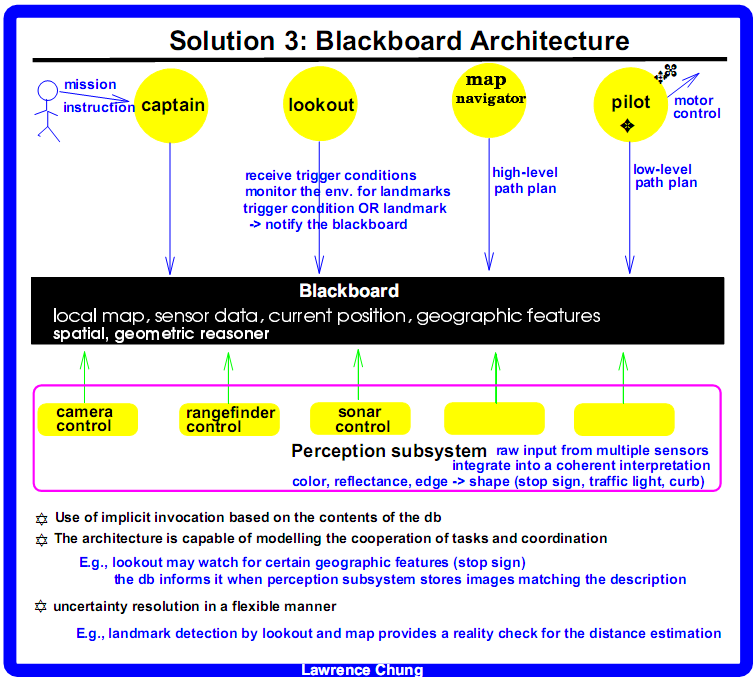 Solution 3: Blackboard Architecture
mission
instruction
captain
lookout
map
navigator
pilot
motor
control
receive trigger conditions
monitor the env. for landmarks
trigger condition OR landmark
-> notify the blackboard
high-level
path plan
low-level
path plan
Blackboard
local map, sensor data, current position, geographic features
spatial, geometric reasoner
camera
control
rangefinder
control
sonar
control
Perception subsystem raw input from multiple sensors
integrate into a coherent interpretation
color, reflectance, edge -> shape (stop sign, traffic light, curb)
Use of implicit invocation based on the contents of the db
The architecture is capable of modelling the cooperation of tasks and coordination
E.g., lookout may watch for certain geographic features (stop sign)
the db informs it when perception subsystem stores images matching the description
uncertainty resolution in a flexible manner
E.g., landmark detection by lookout and map provides a reality check for the distance estimation
Lawrence Chung